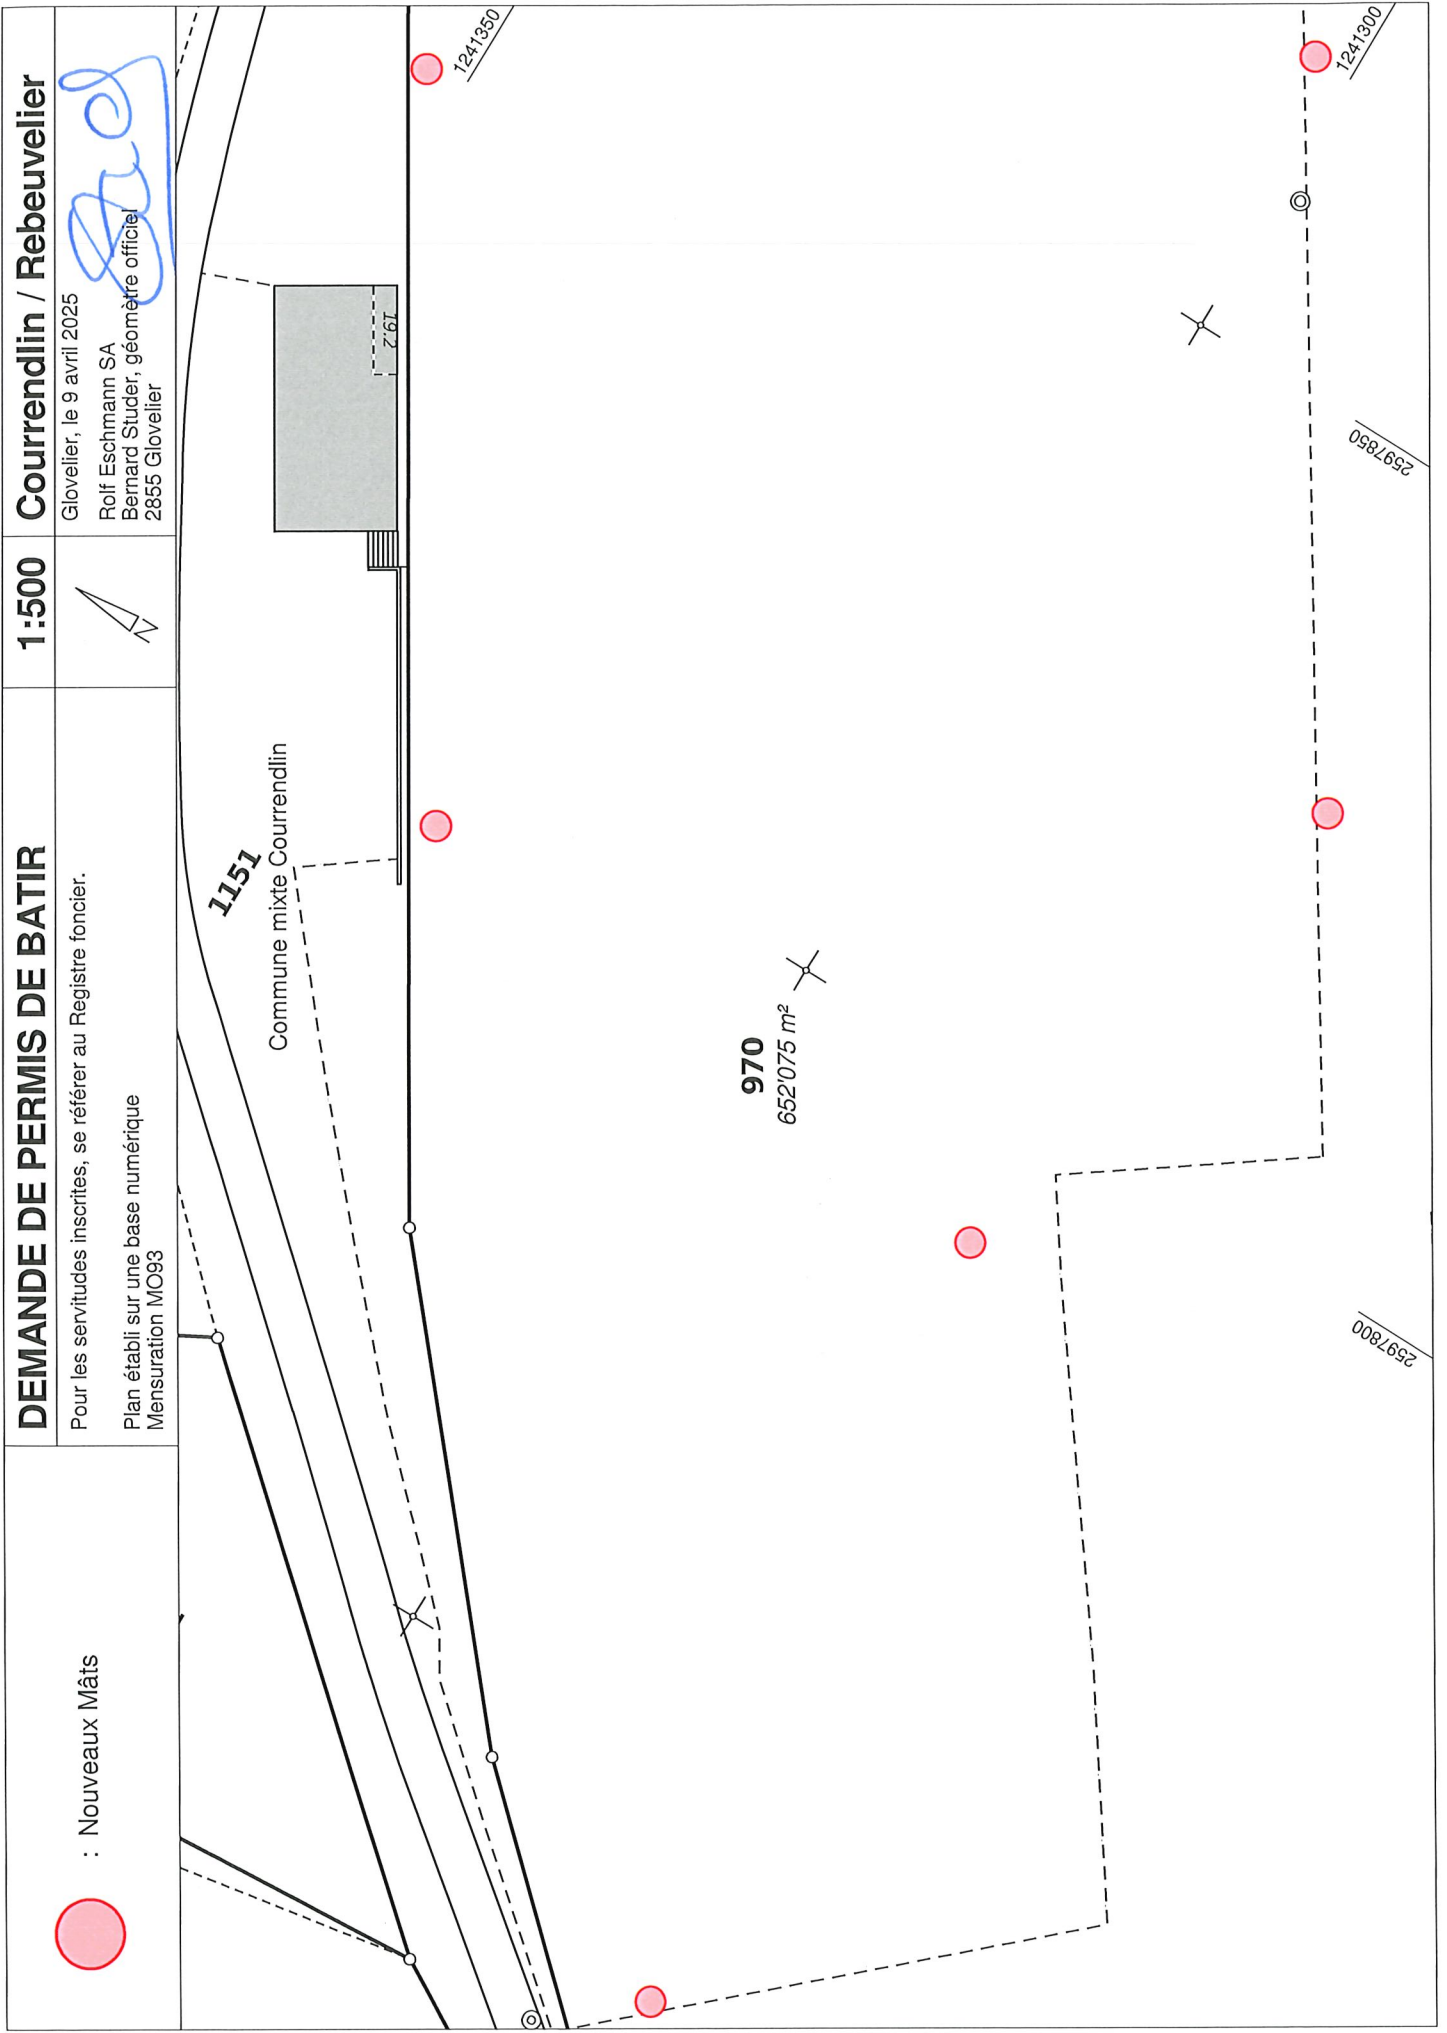 DEMANDE DE PERMIS DE BATIR
1:500
Courrendlin / Rebeuvelier
: Nouveaux Mâts
Pour les servitudes inscrites, se référer au Registre foncier.
Plan établi sur une base numérique
Mensuration MO93
N
Glovelier, le 9 avril 2025
Rolf Eschmann SA
Bernard Studer, géomètre officiel
2855 Glovelier
1151
Commune mixte Courrendlin
19.2
1241350
970
652'075 m²
1241300
2597850
2597800